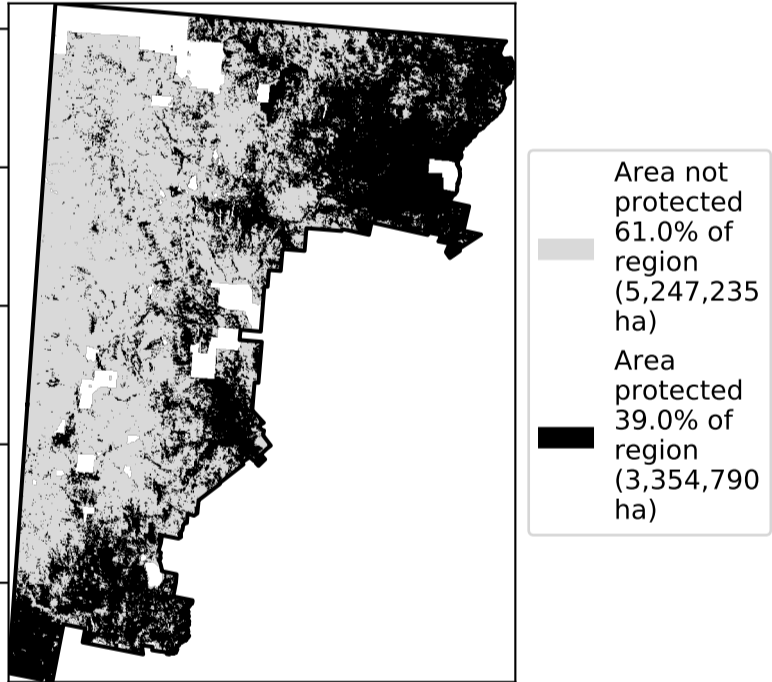 Area not
protected
61.0% of
region
(5,247,235
ha)
Area
protected
39.0% of
region
(3,354,790
ha)